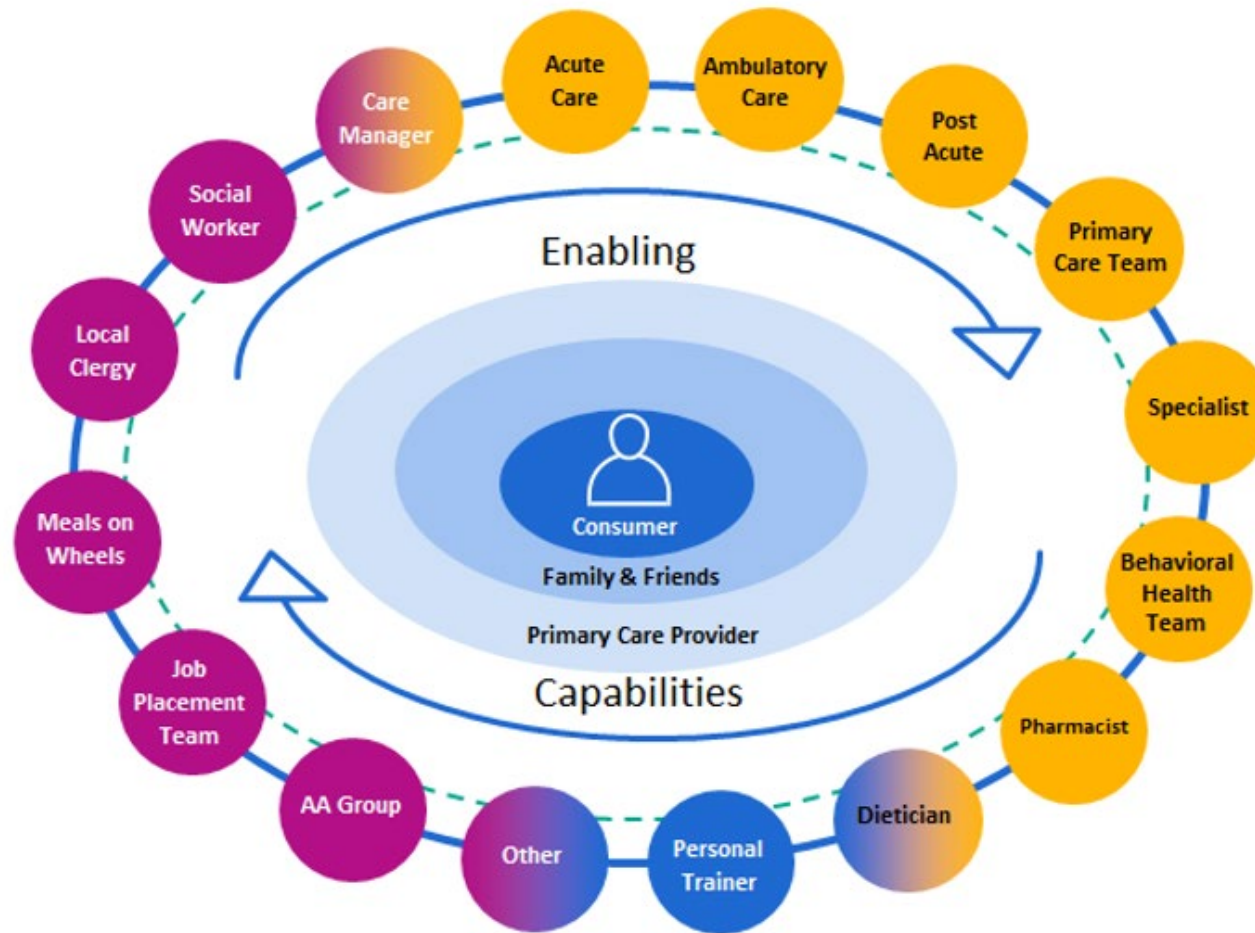 Acute
Care
Ambulatory
Care
Care
Manager
Post
Acute
Social
Worker
Primary
Care Team
Enabling
Local
Clergy
Specialist
Consumer
Meals on
Wheels
Family & Friends
Behavioral
Health
Team
Primary Care Provider
Job
Placement
Team
Capabilities
Pharmacist
AA Group
Dietician
Other
Personal
Trainer